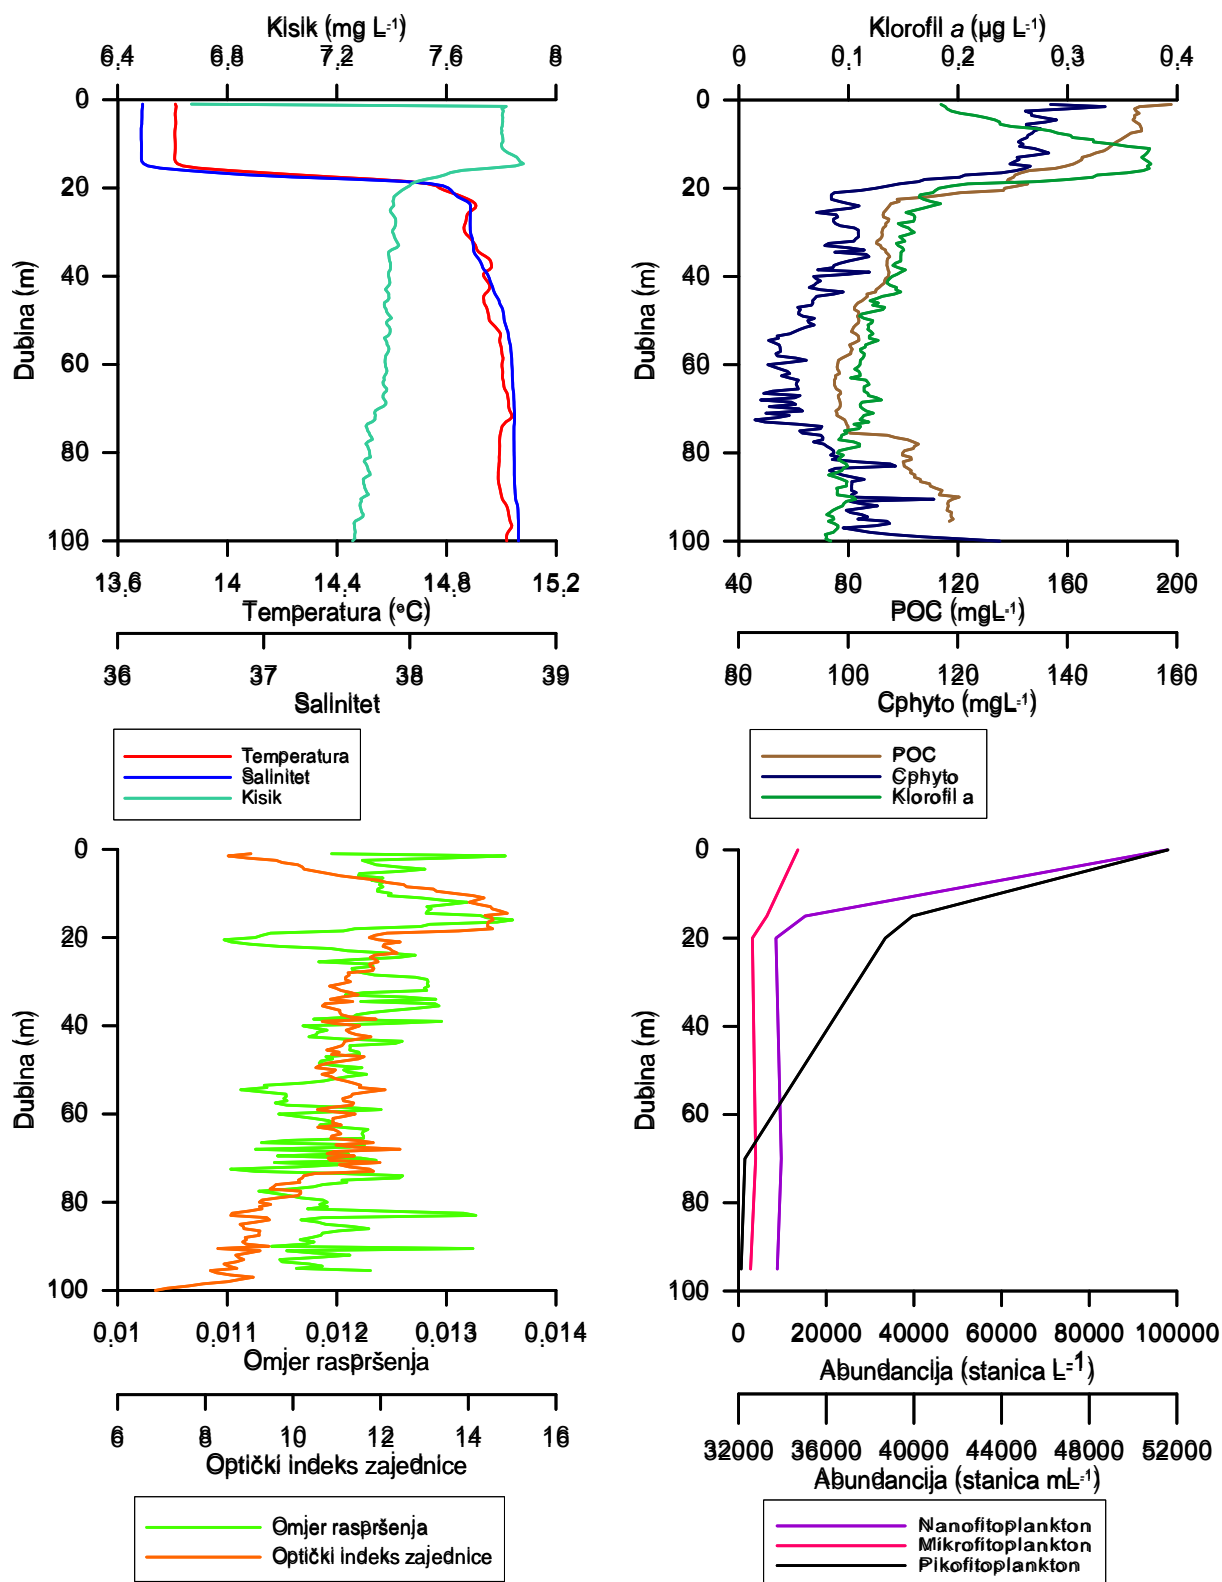 Kisik (mg L-1)
6.4 6.8 7.2 7.6 8
0
20
40
60
80
100
Dubina (m)
13.6 14 14.4 14.8 15.2
Temperatura (°C)
36 37 38 39
Salinitet
Temperatura
Salinitet
Kisik
Klorofil a (µg L-1)
0 0.1 0.2 0.3 0.4
0
20
40
60
80
100
Dubina (m)
40 80 120 160 200
POC (mgL-1)
80 100 120 140 160
Cphyto (mgL-1)
POC
Cphyto
Klorofil a
0
20
40
60
80
100
Dubina (m)
0.01 0.011 0.012 0.013 0.014
Omjer raspršenja
6 8 10 12 14 16
Optički indeks zajednice
Omjer raspršenja
Optički indeks zajednice
0
20
40
60
80
100
Dubina (m)
0 20000 40000 60000 80000 100000
Abundancija (stanica L-1)
32000 36000 40000 44000 48000 52000
Abundancija (stanica mL-1)
Nanofitoplankton
Mikrofitoplankton
Pikofitoplankton